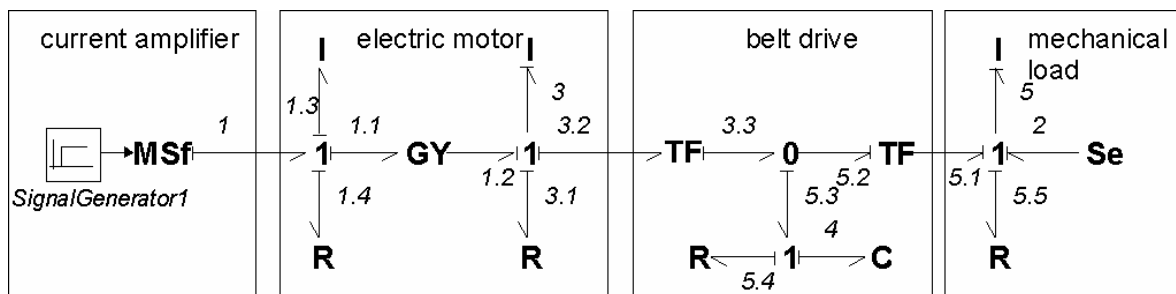 current amplifier
electric motor
belt drive
mechanical
load
I
I
I
1.3
3
5
1
1.1
3.2
3.3
2
MSf
1
GY
1
TF
0
TF
1
Se
SignalGenerator1
1.4
1.2
3.1
5.3
5.2
5.1
5.5
4
R
R
R
1
C
R
5.4